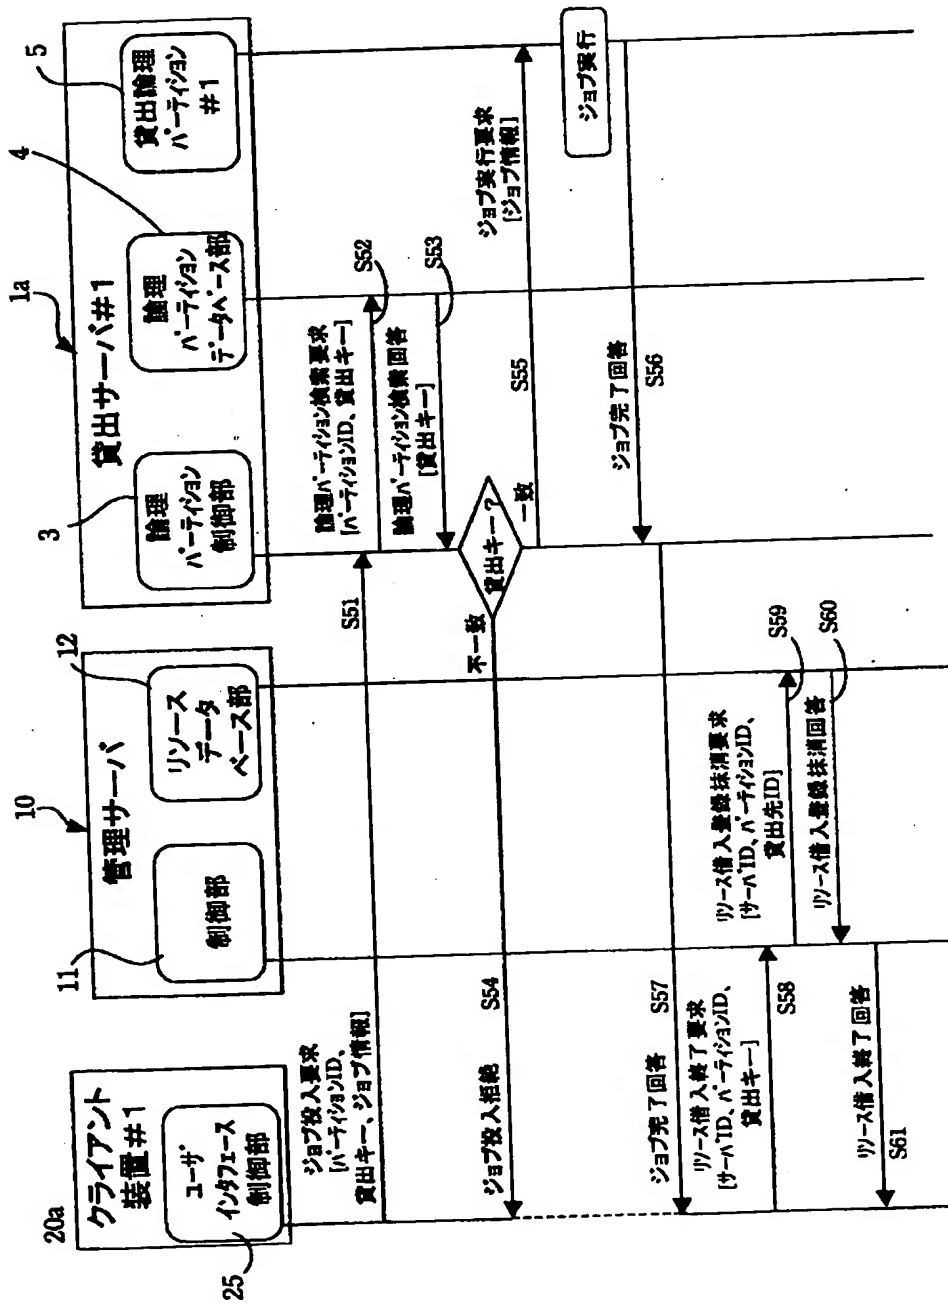 20a
クライアント
装置#1
ユーザ
インタフェース
制御部
25
10
管理サーバ
11
制御部
12
リソース
データ
ベース部
1a
貸出サーバ#1
3
論理
パーティション
制御部
4
論理
パーティション
データベース部
5
貸出論理
パーティション
#1
ジョブ投入要求
[パーティションID、
貸出キー、ジョブ情報]
S51
論理パーティション検索要求
[パーティションID、貸出キー]
S52
論理パーティション検索回答
[貸出キー]
S53
貸出キー?
不一致
一致
ジョブ投入拒絶
S54
ジョブ実行要求
[ジョブ情報]
S55
ジョブ実行
ジョブ完了回答
S56
ジョブ完了回答
S57
リソース借入終了要求
[サーバID、パーティションID、
貸出キー]
S58
リソース借入登録抹消要求
[サーバID、パーティションID、
貸出先ID]
S59
リソース借入登録抹消回答
S60
リソース借入終了回答
S61